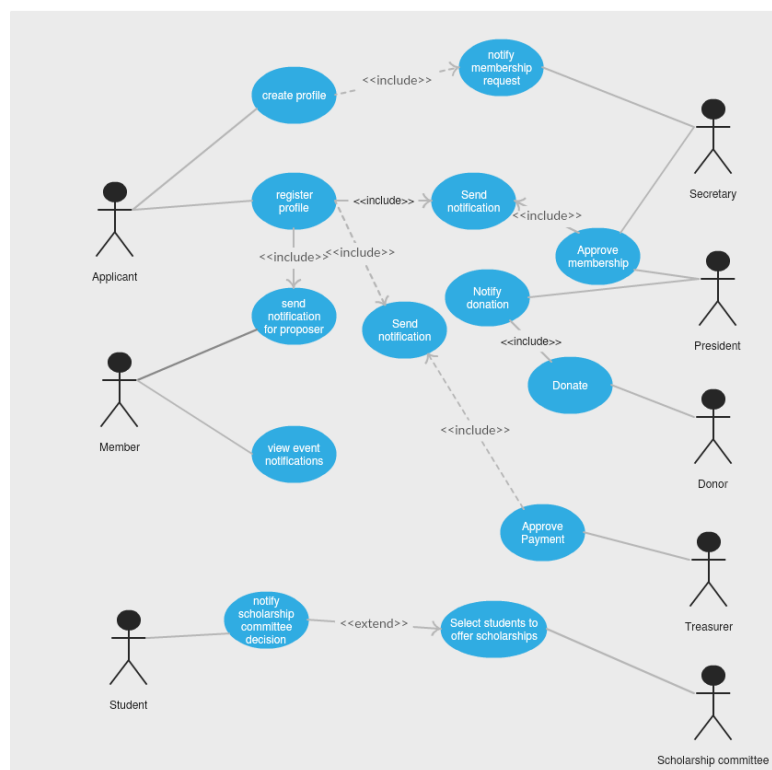 notify
membership
request
<<include>>
create profile
Secretary
register
profile
<<include>>
Send
notification
<<include>>
Applicant
Approve
membership
<<include>>
<<include>>
send
notification
for proposer
Notify
donation
Send
notification
President
<<include>>
Donate
Member
<<include>>
view event
notifications
Donor
Approve
Payment
notify
scholarship
committee
decision
<<extend>>
Select students to
offer scholarships
Treasurer
Student
Scholarship committee